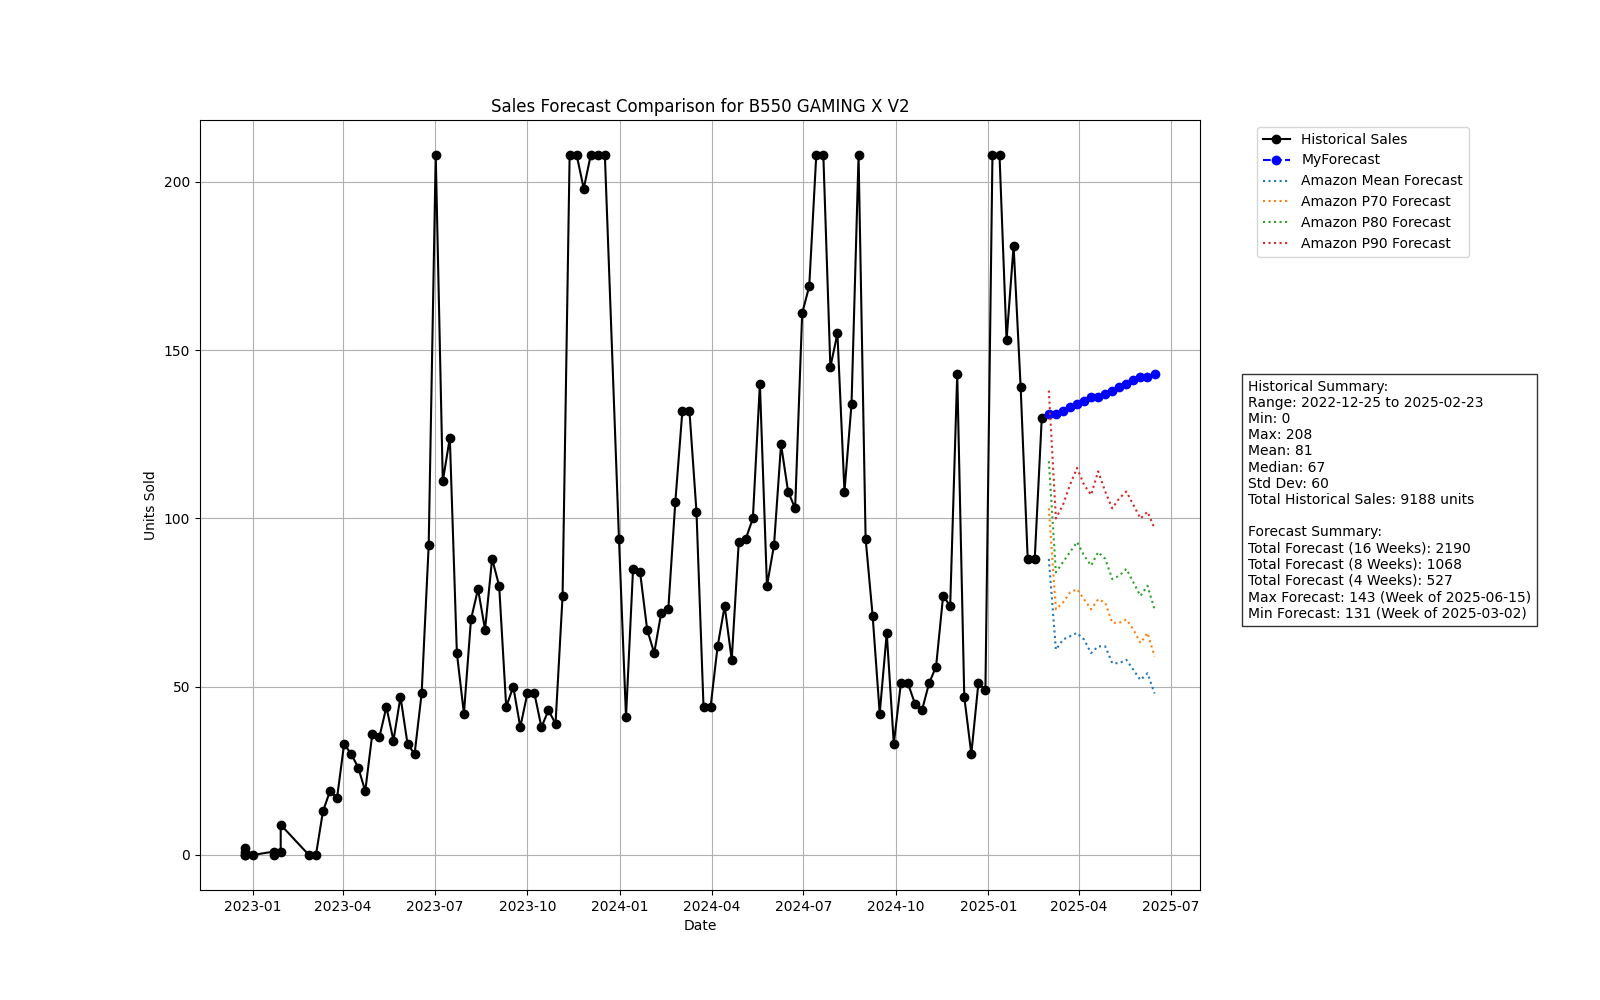 Sales Forecast Comparison for B550 GAMING X V2
Historical Sales
MyForecast
Amazon Mean Forecast
Amazon P70 Forecast
Amazon P80 Forecast
Amazon P90 Forecast
200
150
100
50
0
Units Sold
2023-01
2023-04
2023-07
2023-10
2024-01
2024-04
2024-07
2024-10
2025-01
2025-04
2025-07
Date
Historical Summary:
Range: 2022-12-25 to 2025-02-23
Min: 0
Max: 208
Mean: 81
Median: 67
Std Dev: 60
Total Historical Sales: 9188 units
Forecast Summary:
Total Forecast (16 Weeks): 2190
Total Forecast (8 Weeks): 1068
Total Forecast (4 Weeks): 527
Max Forecast: 143 (Week of 2025-06-15)
Min Forecast: 131 (Week of 2025-03-02)